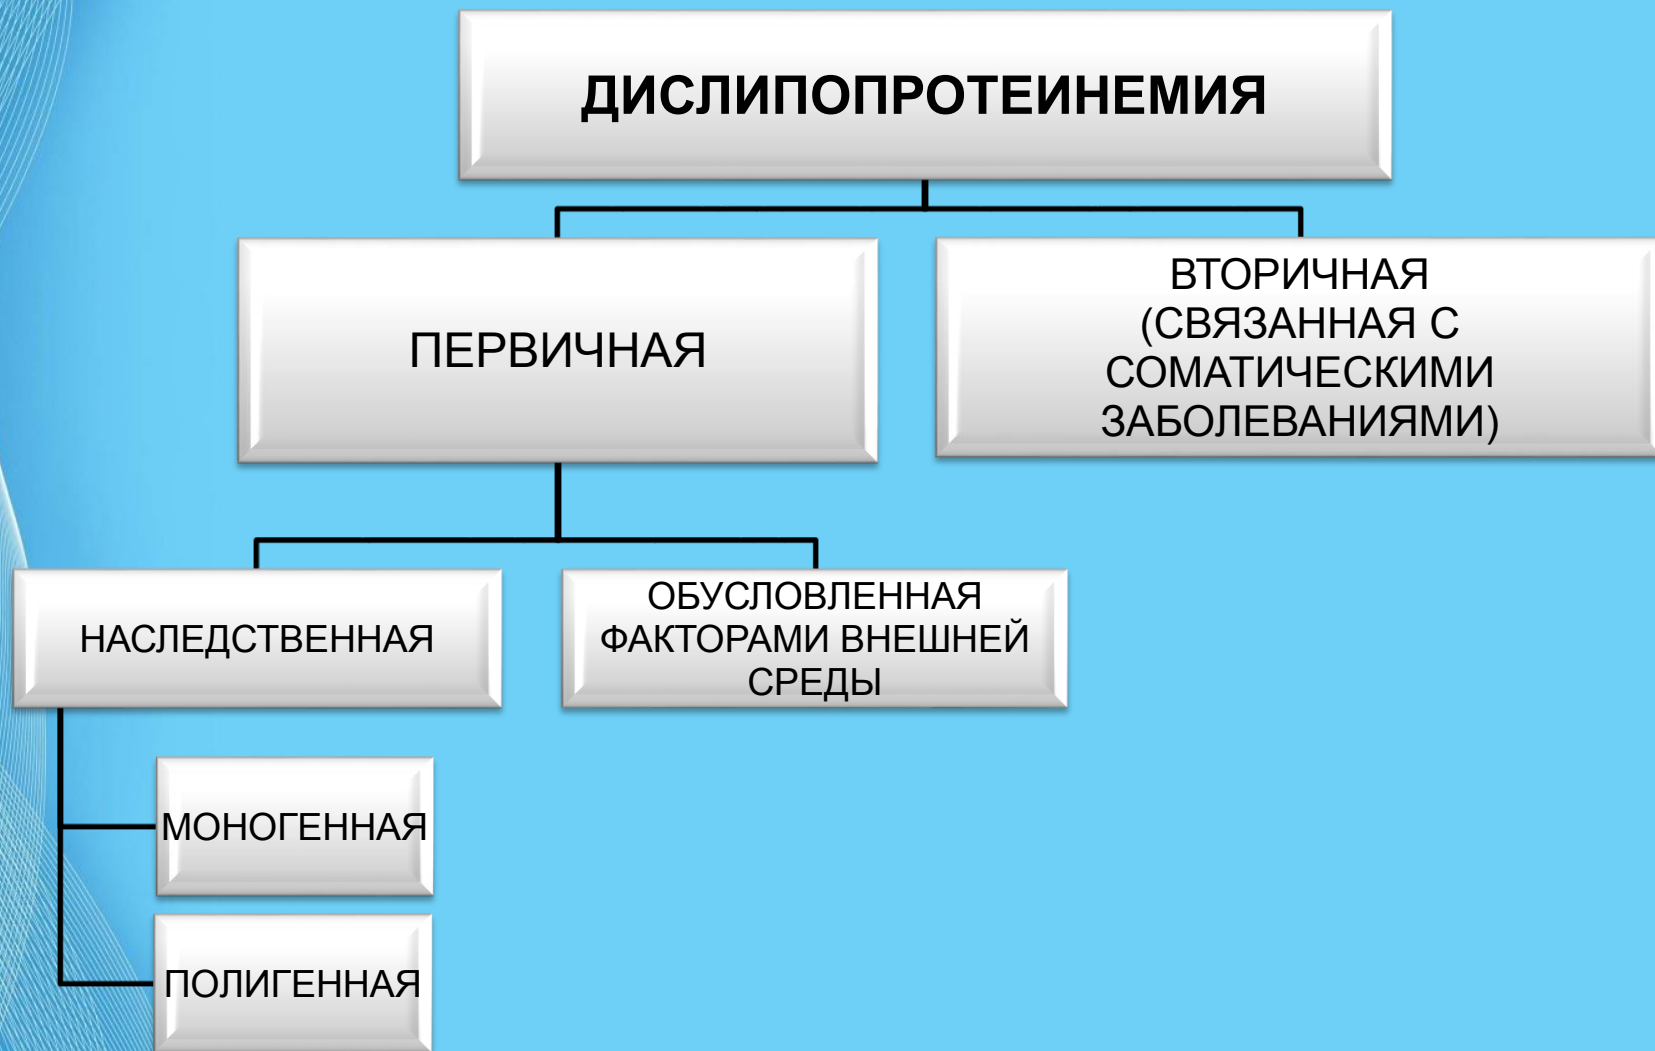 ДИСЛИПОПРОТЕИНЕМИЯ
ПЕРВИЧНАЯ
ВТОРИЧНАЯ
(СВЯЗАННАЯ С
СОМАТИЧЕСКИМИ
ЗАБОЛЕВАНИЯМИ)
НАСЛЕДСТВЕННАЯ
ОБУСЛОВЛЕННАЯ
ФАКТОРАМИ ВНЕШНЕЙ
СРЕДЫ
МОНОГЕННАЯ
ПОЛИГЕННАЯ